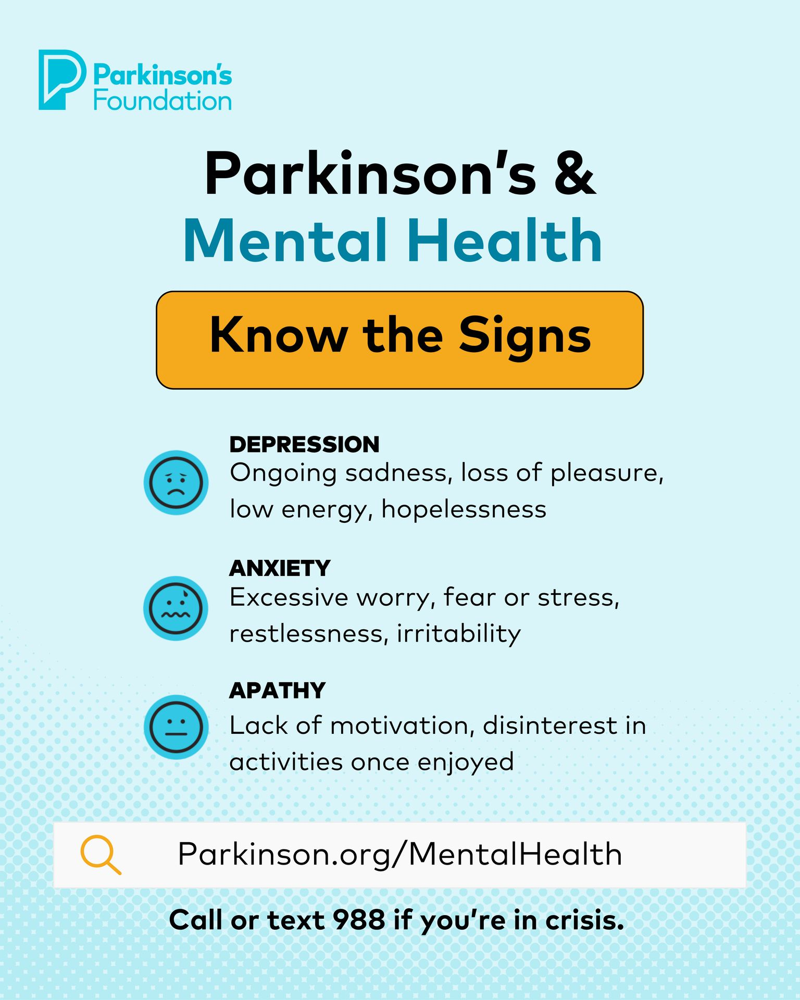 Parkinson's
Foundation
Parkinson's &
Mental Health
Know the Signs
DEPRESSION
Ongoing sadness, loss of pleasure,
low energy, hopelessness
ANXIETY
Excessive worry, fear or stress,
restlessness, irritability
APATHY
Lack of motivation, disinterest in
activities once enjoyed
Parkinson.org/MentalHealth
Call or text 988 if you're in crisis.